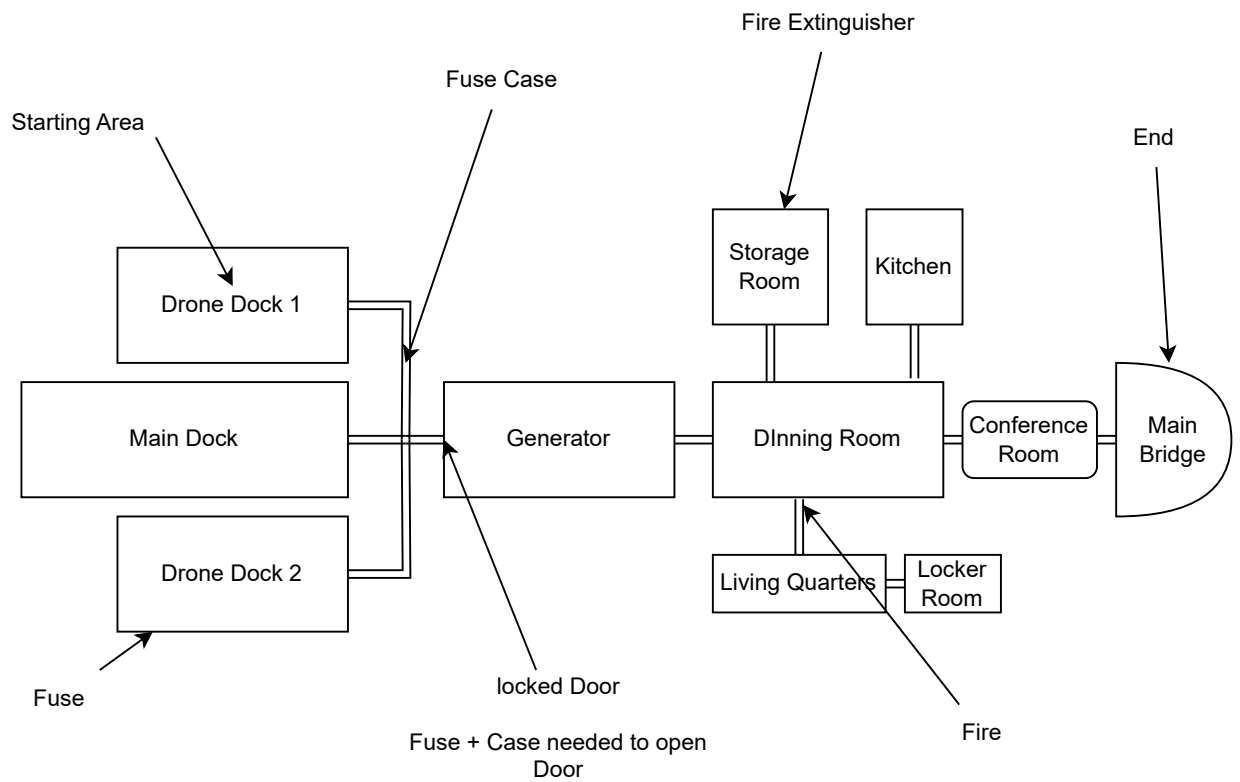 Fire Extinguisher
Fuse Case
Starting Area
End
Storage
Room
Kitchen
Drone Dock 1
Main Dock
Generator
DInning Room
Conference
Room
Main
Bridge
Drone Dock 2
Living Quarters
Locker
Room
Fuse
locked Door
Fire
Fuse + Case needed to open
Door